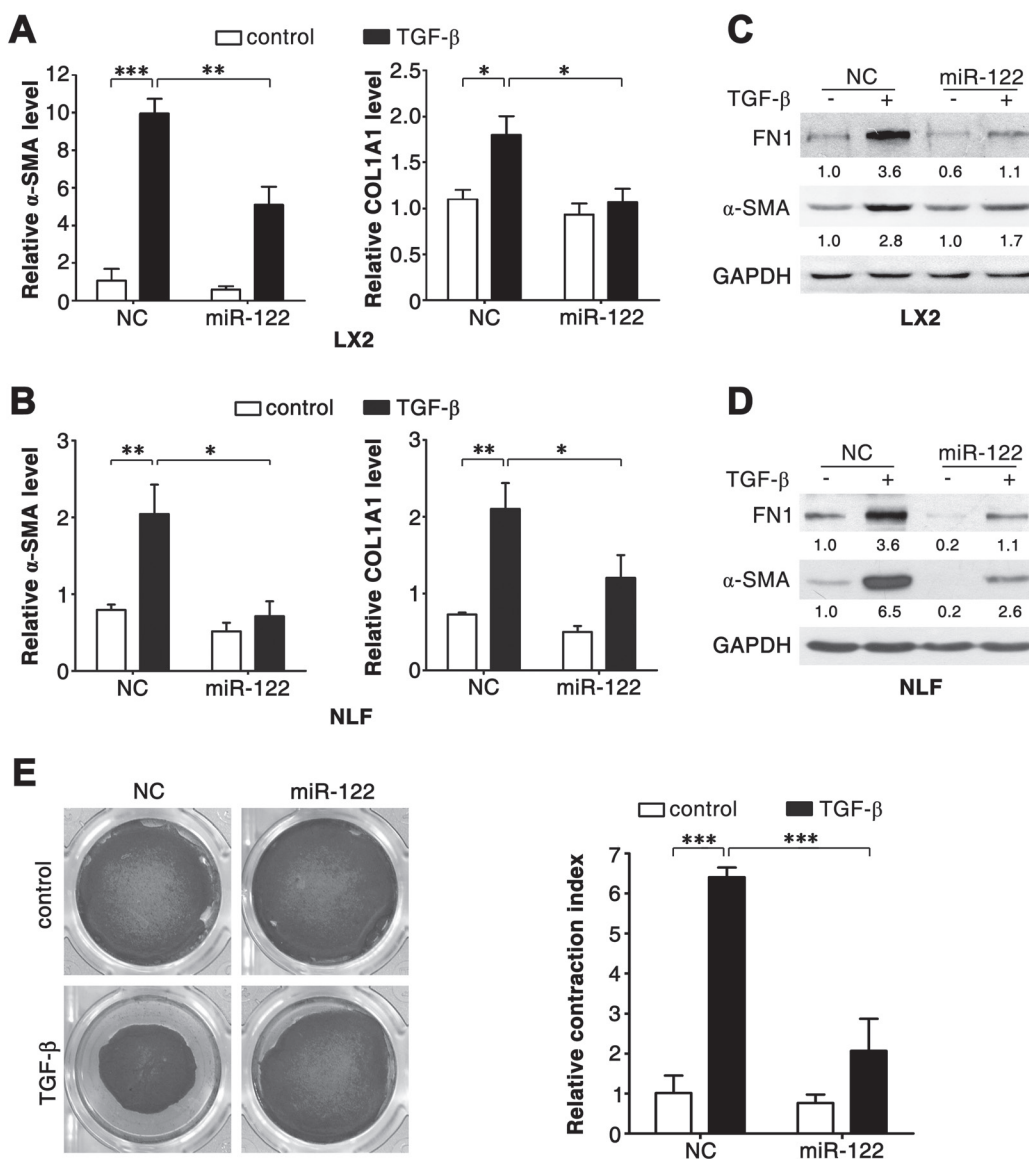 A
control TGF-β
Relative α-SMA level
12
10
8
6
4
2
0
*** **
NC miR-122
Relative COL1A1 level
2.5
2.0
1.5
1.0
0.5
0.0
* *
NC miR-122
LX2
C
NC miR-122
TGF-β - + - +
FN1
1.0 3.6 0.6 1.1
α-SMA
1.0 2.8 1.0 1.7
GAPDH
LX2
B
control TGF-β
Relative α-SMA level
3
2
1
0
** *
NC miR-122
Relative COL1A1 level
3
2
1
0
** *
NC miR-122
NLF
D
NC miR-122
TGF-β - + - +
FN1
1.0 3.6 0.2 1.1
α-SMA
1.0 6.5 0.2 2.6
GAPDH
NLF
E
NC miR-122
control
TGF-β
control TGF-β
Relative contraction index
7
6
5
4
3
2
1
0
*** ***
NC miR-122